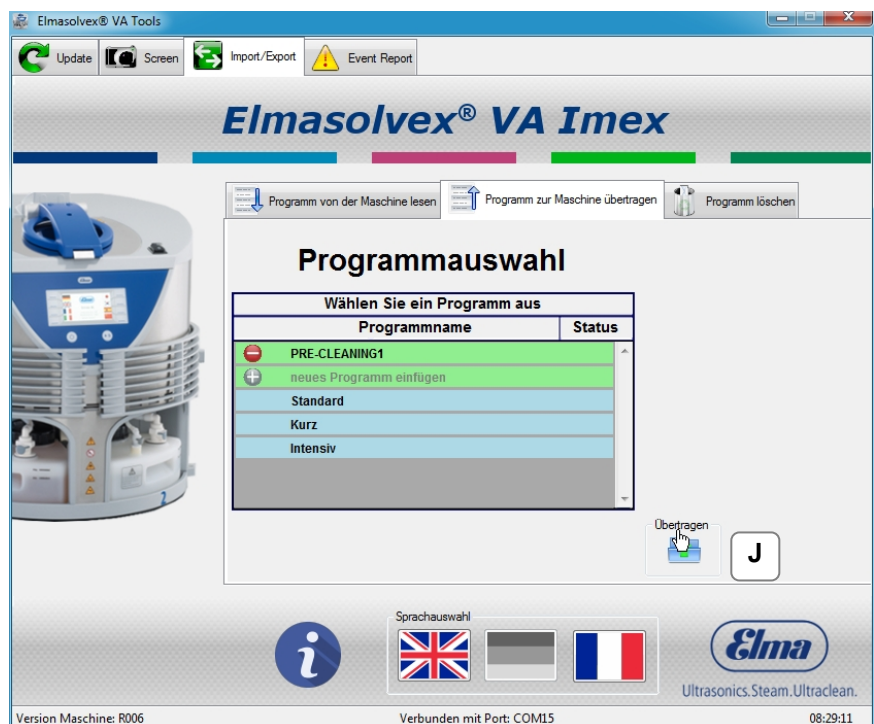 Elmasolvex® VA Tools
Update Screen Import/Export Event Report
Elmasolvex® VA Imex
Programm von der Maschine lesen Programm zur Maschine übertragen Programm löschen
Programmauswahl
Wählen Sie ein Programm aus
Programmname Status
PRE-CLEANING1
neues Programm einfügen
Standard
Kurz
Intensiv
2
Übertragen
J
Sprachauswahl
i
Elma
Ultrasonics.Steam.Ultraclean.
Version Maschine: R006 Verbunden mit Port: COM15 08:29:11